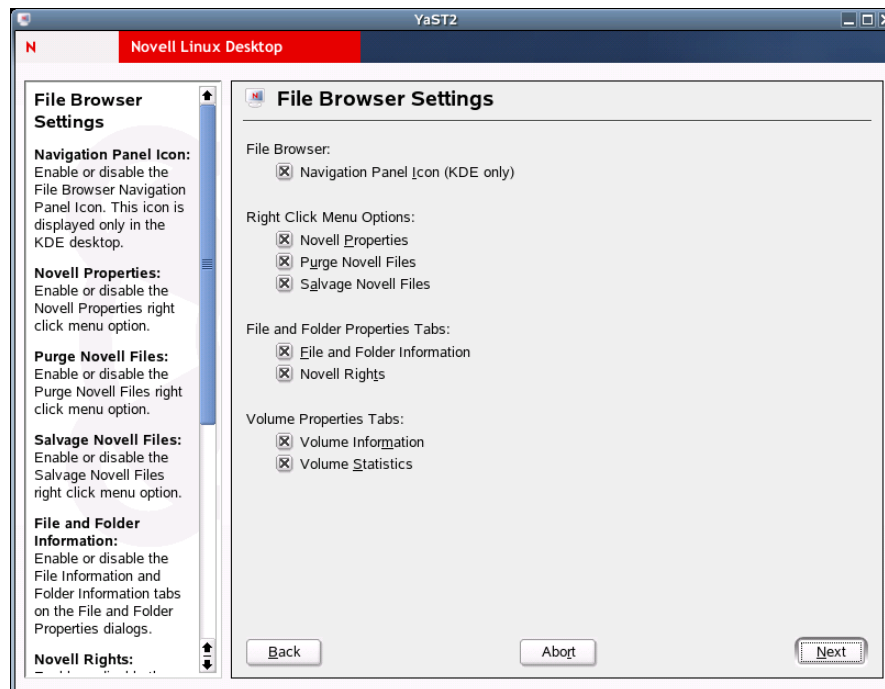 YaST2
N Novell Linux Desktop
File Browser
Settings
Navigation Panel Icon:
Enable or disable the
File Browser Navigation
Panel Icon. This icon is
displayed only in the
KDE desktop.
Novell Properties:
Enable or disable the
Novell Properties right
click menu option.
Purge Novell Files:
Enable or disable the
Purge Novell Files right
click menu option.
Salvage Novell Files:
Enable or disable the
Salvage Novell Files
right click menu option.
File and Folder
Information:
Enable or disable the
File Information and
Folder Information tabs
on the File and Folder
Properties dialogs.
Novell Rights:
File Browser Settings
File Browser:
Navigation Panel Icon (KDE only)
Right Click Menu Options:
Novell Properties
Purge Novell Files
Salvage Novell Files
File and Folder Properties Tabs:
File and Folder Information
Novell Rights
Volume Properties Tabs:
Volume Information
Volume Statistics
Back
Abort
Next